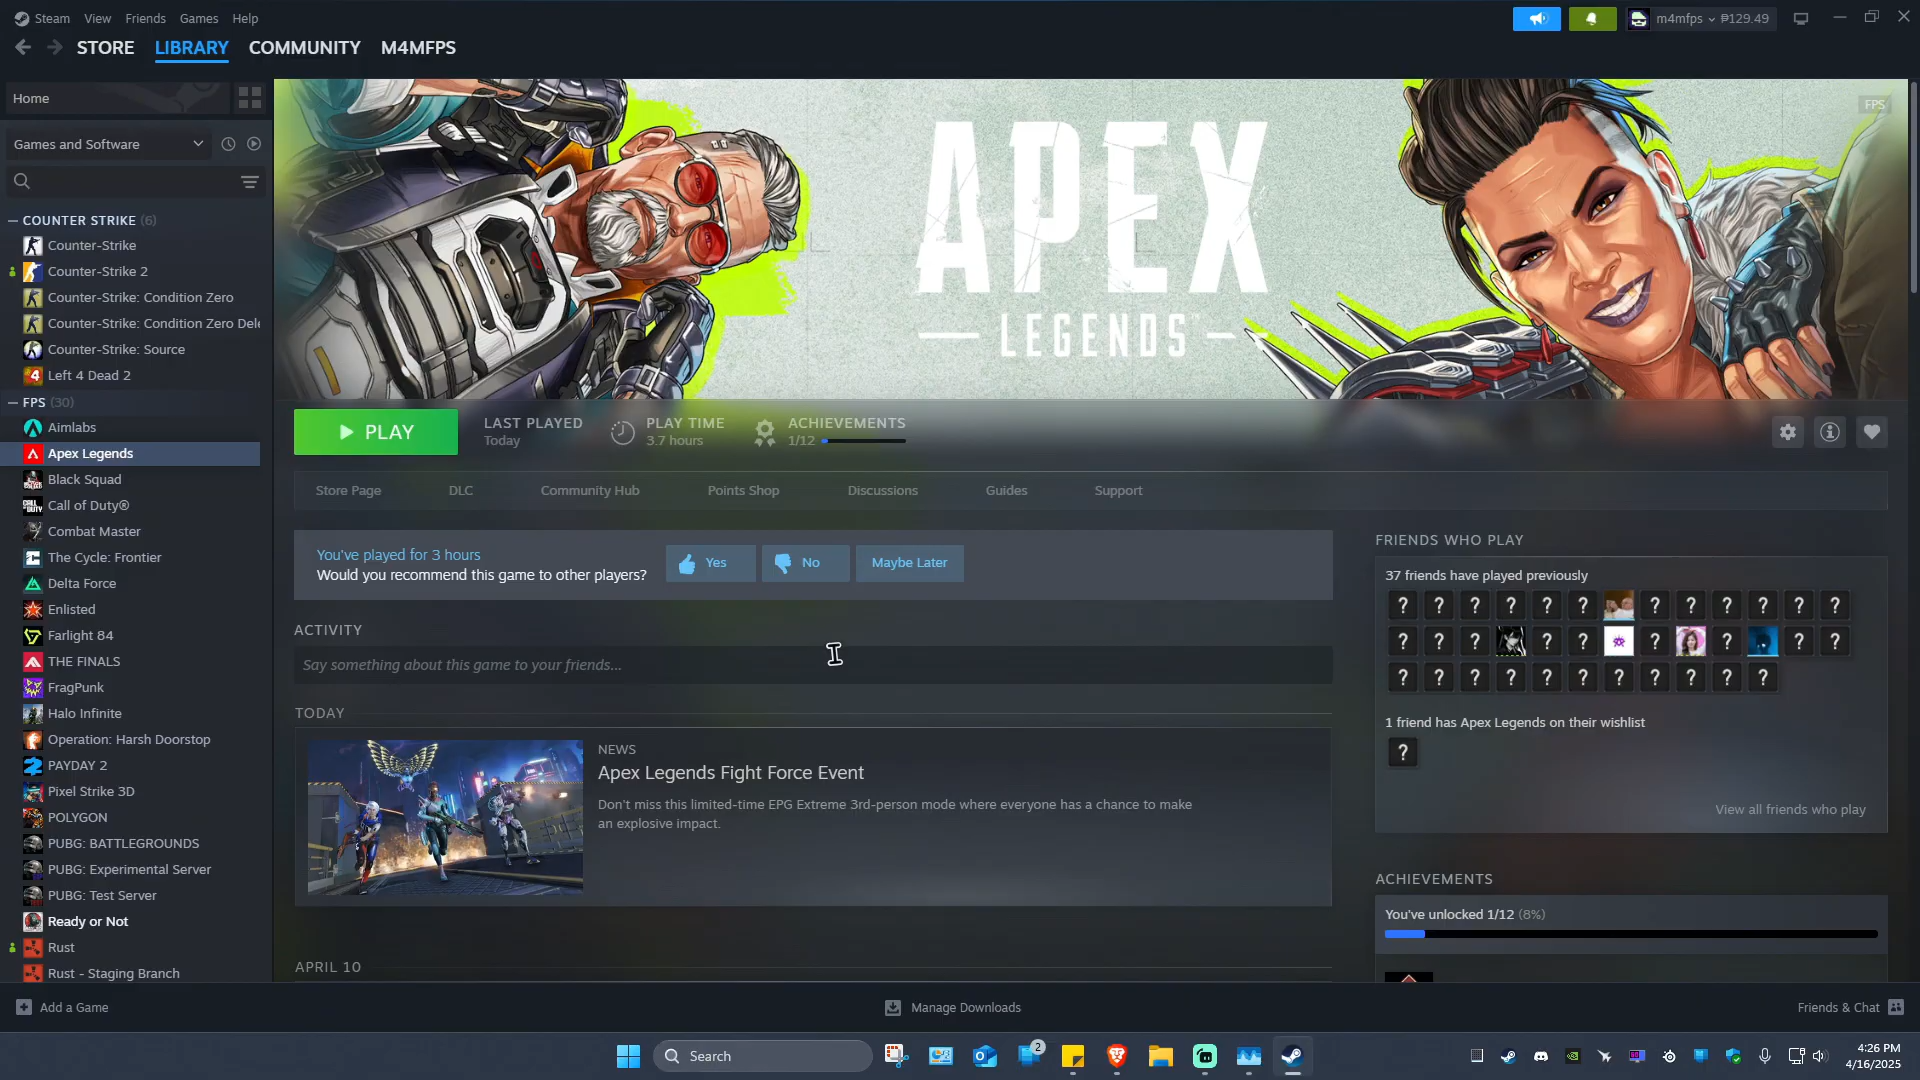 Steam View Friends Games Help
m4mfps ₱129.49
STORE LIBRARY COMMUNITY M4MFPS
Home
Games and Software
COUNTER STRIKE (6)
Counter-Strike
Counter-Strike 2
Counter-Strike: Condition Zero
Counter-Strike: Condition Zero Dele
Counter-Strike: Source
Left 4 Dead 2
FPS (30)
Aimlabs
Apex Legends
Black Squad
Call of Duty®
Combat Master
The Cycle: Frontier
Delta Force
Enlisted
Farlight 84
THE FINALS
FragPunk
Halo Infinite
Operation: Harsh Doorstop
PAYDAY 2
Pixel Strike 3D
POLYGON
PUBG: BATTLEGROUNDS
PUBG: Experimental Server
PUBG: Test Server
Ready or Not
Rust
Rust - Staging Branch
FPS
APEX
LEGENDS
PLAY
LAST PLAYED
Today
PLAY TIME
3.7 hours
ACHIEVEMENTS
1/12
Store Page DLC Community Hub Points Shop Discussions Guides Support
You've played for 3 hours
Would you recommend this game to other players?
Yes No Maybe Later
ACTIVITY
Say something about this game to your friends...
TODAY
NEWS
Apex Legends Fight Force Event
Don't miss this limited-time EPG Extreme 3rd-person mode where everyone has a chance to make
an explosive impact.
APRIL 10
FRIENDS WHO PLAY
37 friends have played previously
? ? ? ? ? ? ? ? ? ? ? ?
? ? ? ? ? ? ? ? ?
? ? ? ? ? ? ? ? ? ? ?
1 friend has Apex Legends on their wishlist
?
View all friends who play
ACHIEVEMENTS
You've unlocked 1/12 (8%)
Add a Game
Manage Downloads
Friends & Chat
Search
2
4:26 PM
4/16/2025